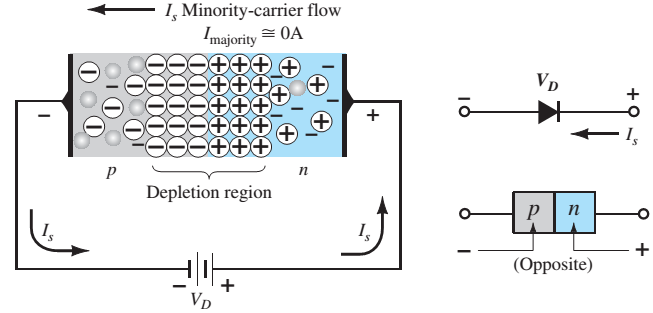 I_s Minority-carrier flow
I_majority ≅ 0A
− +
p n
Depletion region
I_s I_s
− +
V_D
V_D
− +
I_s
p n
− +
(Opposite)